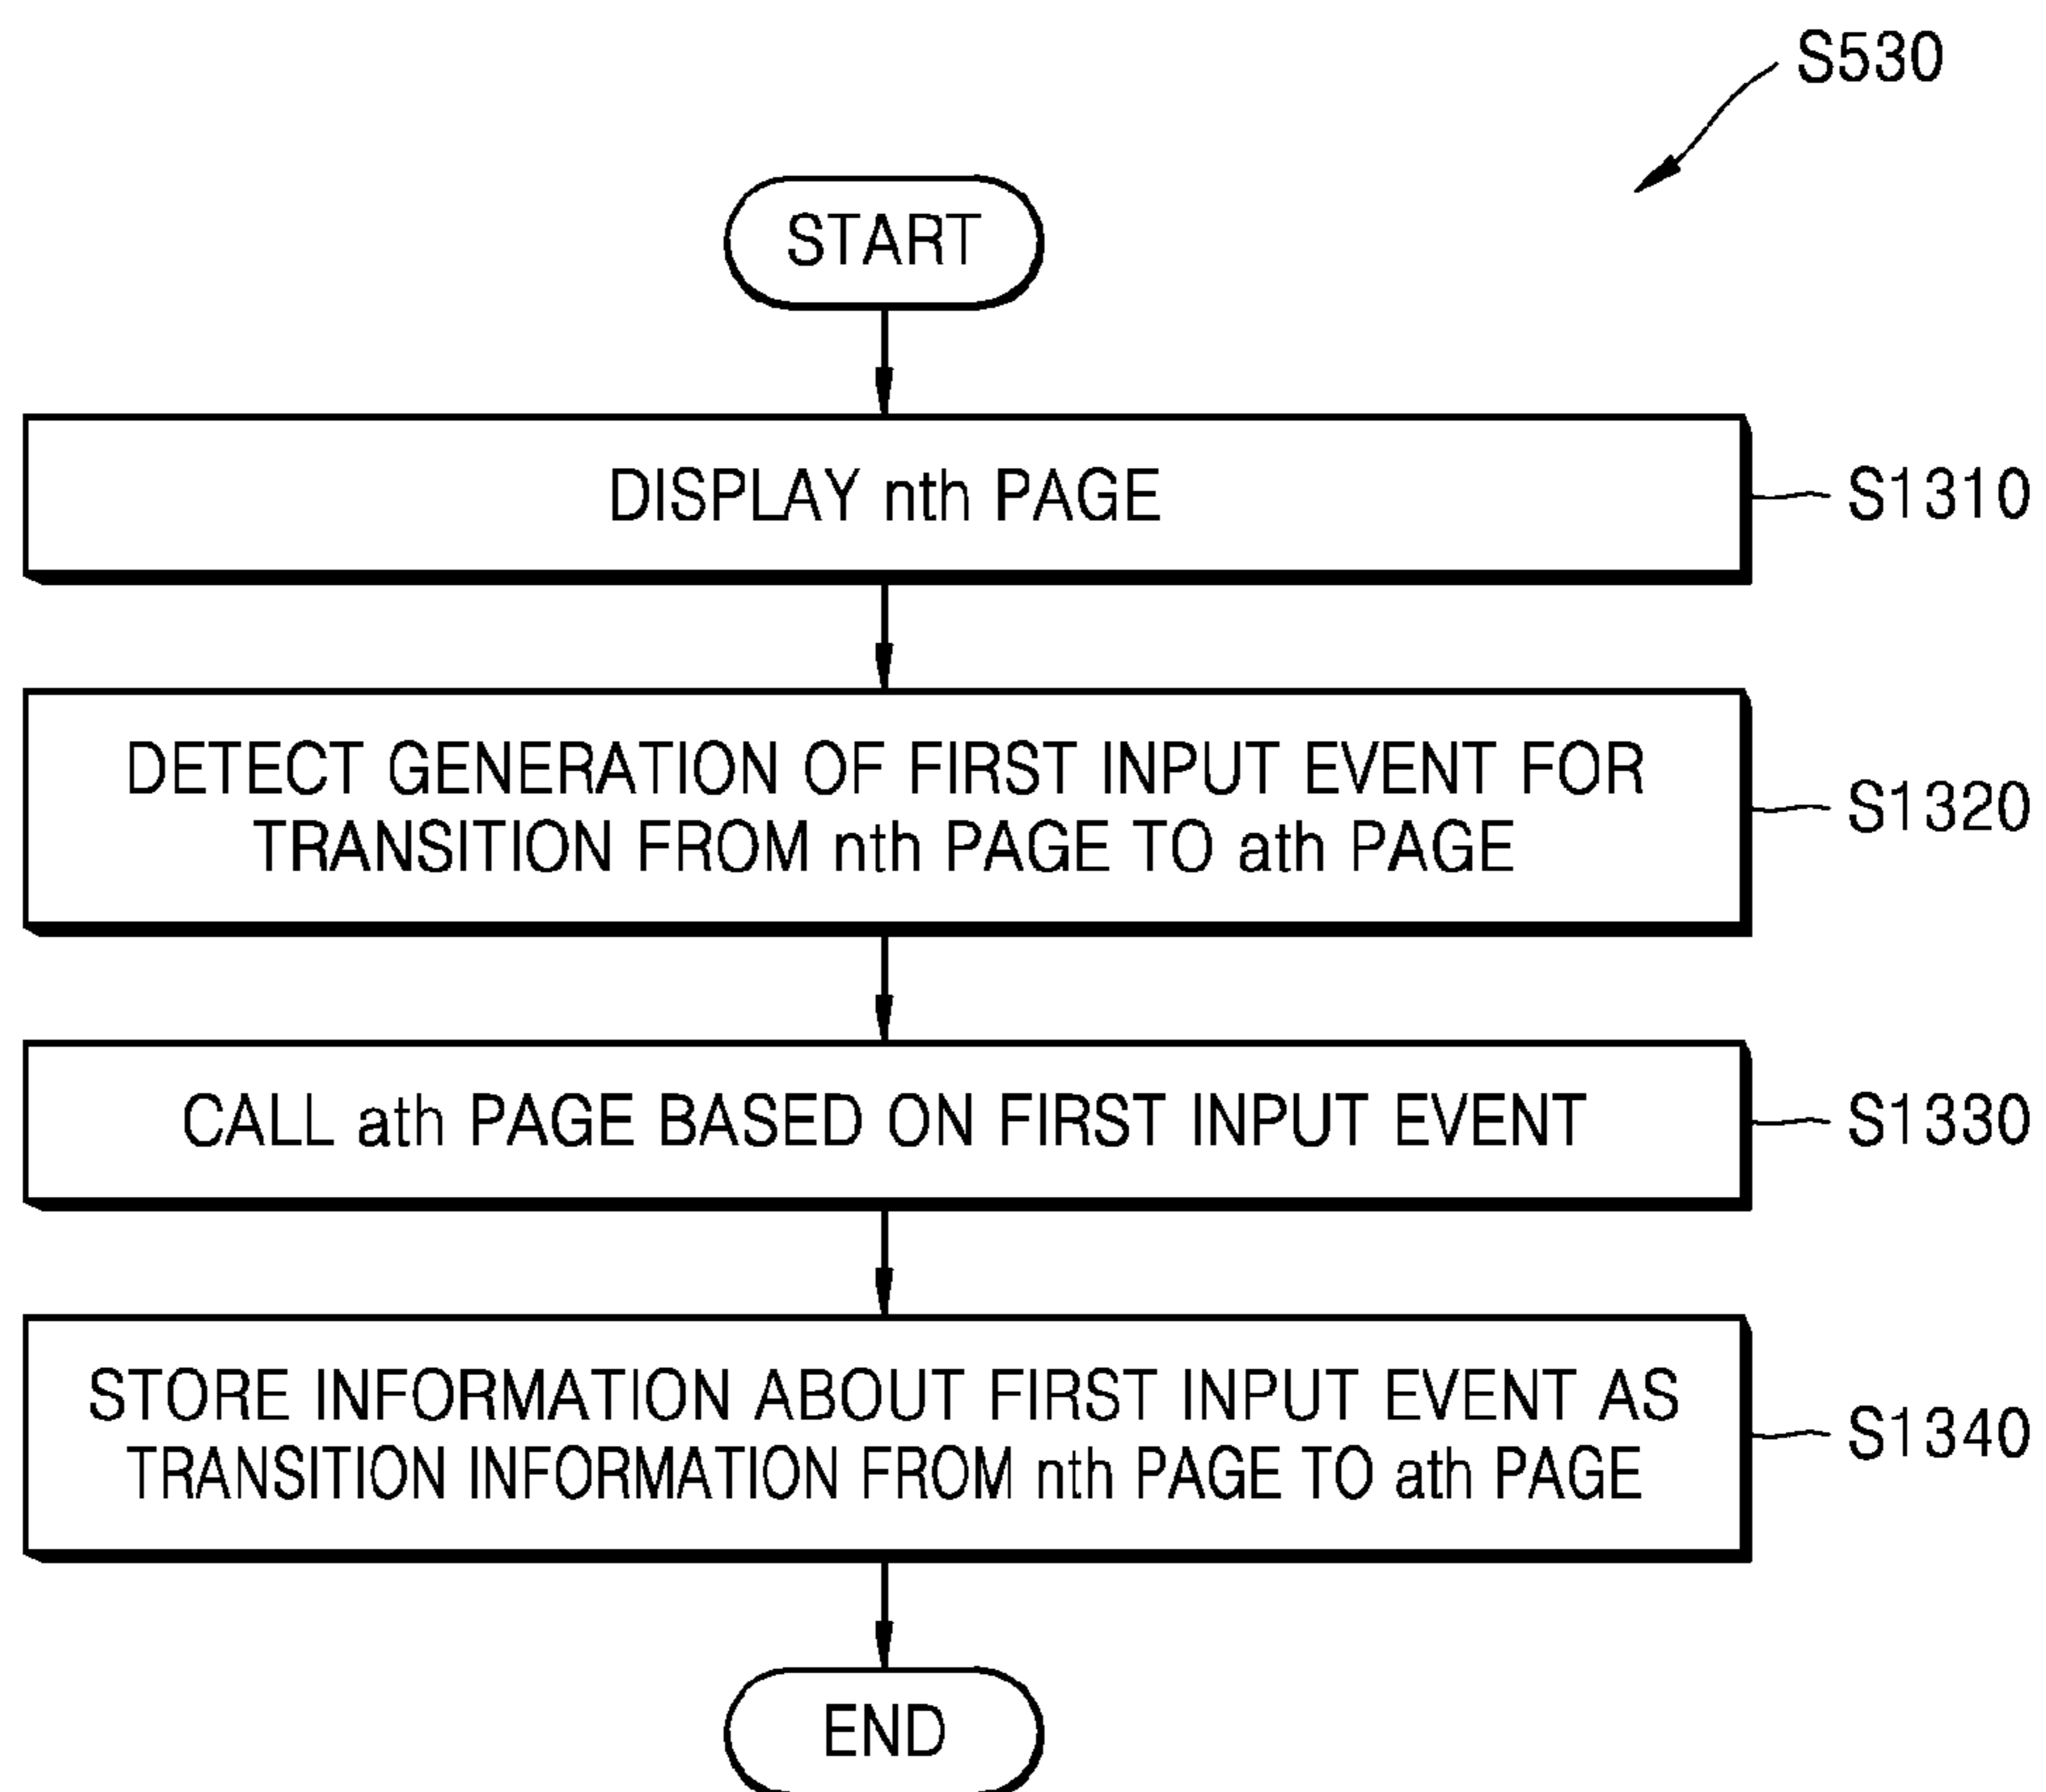 S530
START
DISPLAY nth PAGE
S1310
DETECT GENERATION OF FIRST INPUT EVENT FOR
TRANSITION FROM nth PAGE TO ath PAGE
S1320
CALL ath PAGE BASED ON FIRST INPUT EVENT
S1330
STORE INFORMATION ABOUT FIRST INPUT EVENT AS
TRANSITION INFORMATION FROM nth PAGE TO ath PAGE
S1340
END